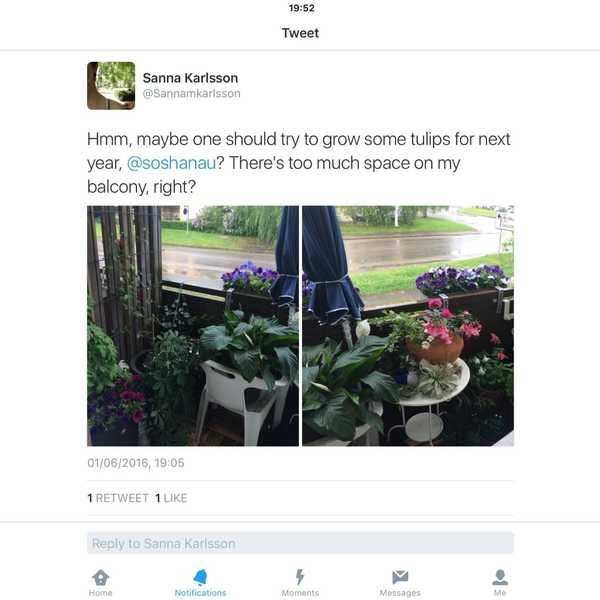 19:52
Tweet
Sanna Karlsson
@Sannamkarlsson
Hmm, maybe one should try to grow some tulips for next
year, @soshanau? There's too much space on my
balcony, right?
01/06/2016, 19:05
1 RETWEET 1 LIKE
Reply to Sanna Karlsson
Home Notifications Moments Messages Me